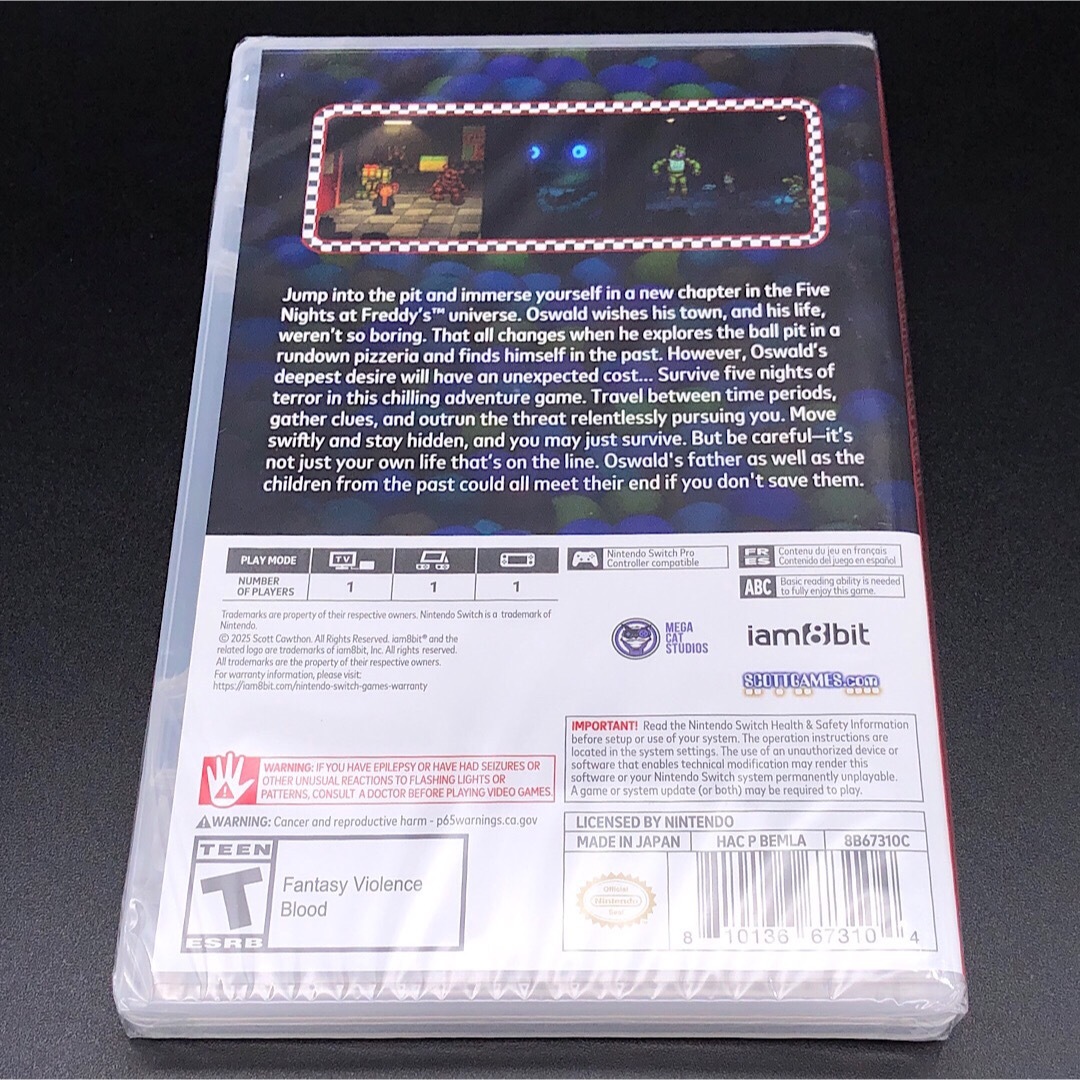 Jump into the pit and immerse yourself in a new chapter in the Five
Nights at Freddy's™ universe. Oswald wishes his town, and his life,
weren't so boring. That all changes when he explores the ball pit in a
rundown pizzeria and finds himself in the past. However, Oswald's
deepest desire will have an unexpected cost... Survive five nights of
terror in this chilling adventure game. Travel between time periods,
gather clues, and outrun the threat relentlessly pursuing you. Move
swiftly and stay hidden, and you may just survive. But be careful—it's
not just your own life that's on the line. Oswald's father as well as the
children from the past could all meet their end if you don't save them.
PLAY MODE
TV
NUMBER
OF PLAYERS
1
1
1
Nintendo Switch Pro
Controller compatible
FR
ES
Contenu du jeu en français
Contenido del juego en español
ABC
Basic reading ability is needed
to fully enjoy this game.
Trademarks are property of their respective owners. Nintendo Switch is a trademark of
Nintendo.
© 2025 Scott Cawthon. All Rights Reserved. iam8bit® and the
related logo are trademarks of iam8bit, Inc. All rights reserved.
All trademarks are the property of their respective owners.
For warranty information, please visit:
https://iam8bit.com/nintendo-switch-games-warranty
MEGA
CAT
STUDIOS
iam8bit
SCOTTGAMES.COM
IMPORTANT! Read the Nintendo Switch Health & Safety Information
before setup or use of your system. The operation instructions are
located in the system settings. The use of an unauthorized device or
software that enables technical modification may render this
software or your Nintendo Switch system permanently unplayable.
A game or system update (or both) may be required to play.
WARNING: IF YOU HAVE EPILEPSY OR HAVE HAD SEIZURES OR
OTHER UNUSUAL REACTIONS TO FLASHING LIGHTS OR
PATTERNS, CONSULT A DOCTOR BEFORE PLAYING VIDEO GAMES.
WARNING: Cancer and reproductive harm - p65warnings.ca.gov
TEEN
T
ESRB
Fantasy Violence
Blood
LICENSED BY NINTENDO
MADE IN JAPAN
HAC P BEMLA
8B67310C
Official
Nintendo
Seal
8 10136 67310 4